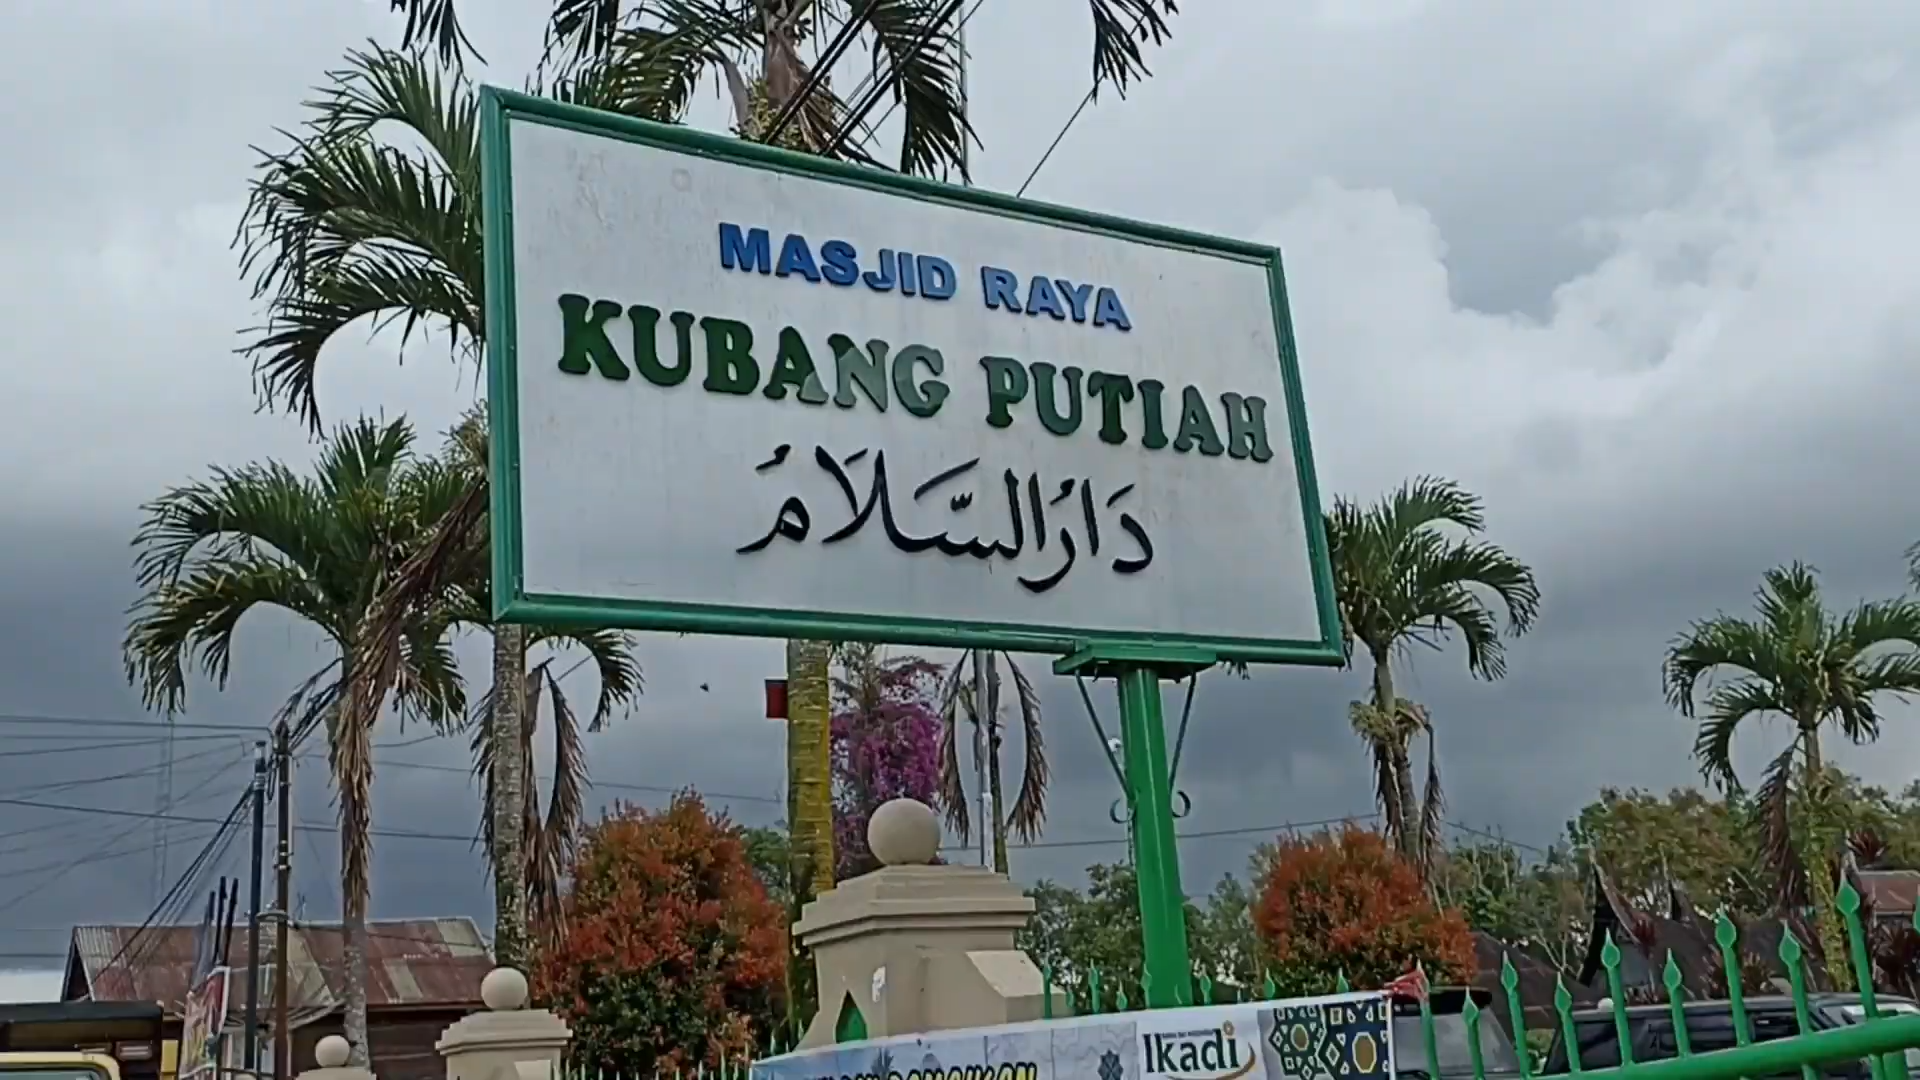 MASJID RAYA
KUBANG PUTIAH
دَارُ السَّلَامُ
Ikadi